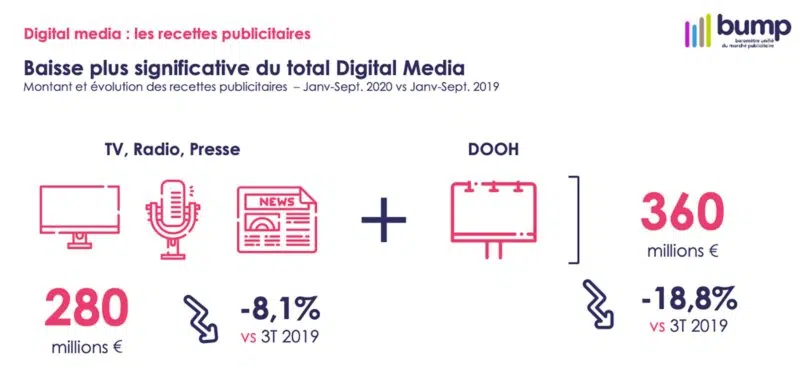 Digital media : les recettes publicitaires
bump
baromètre unifié
du marché publicitaire
Baisse plus significative du total Digital Media
Montant et évolution des recettes publicitaires – Janv-Sept. 2020 vs Janv-Sept. 2019
TV, Radio, Presse
DOOH
NEWS
+
360
millions €
280
millions €
-8,1%
vs 3T 2019
-18,8%
vs 3T 2019